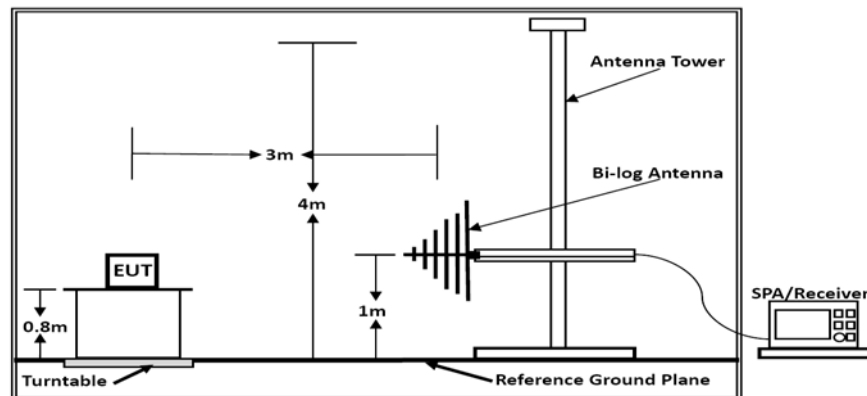 Antenna Tower
3m
Bi-log Antenna
4m
EUT
SPA/Receiver
0.8m
1m
Turntable
Reference Ground Plane